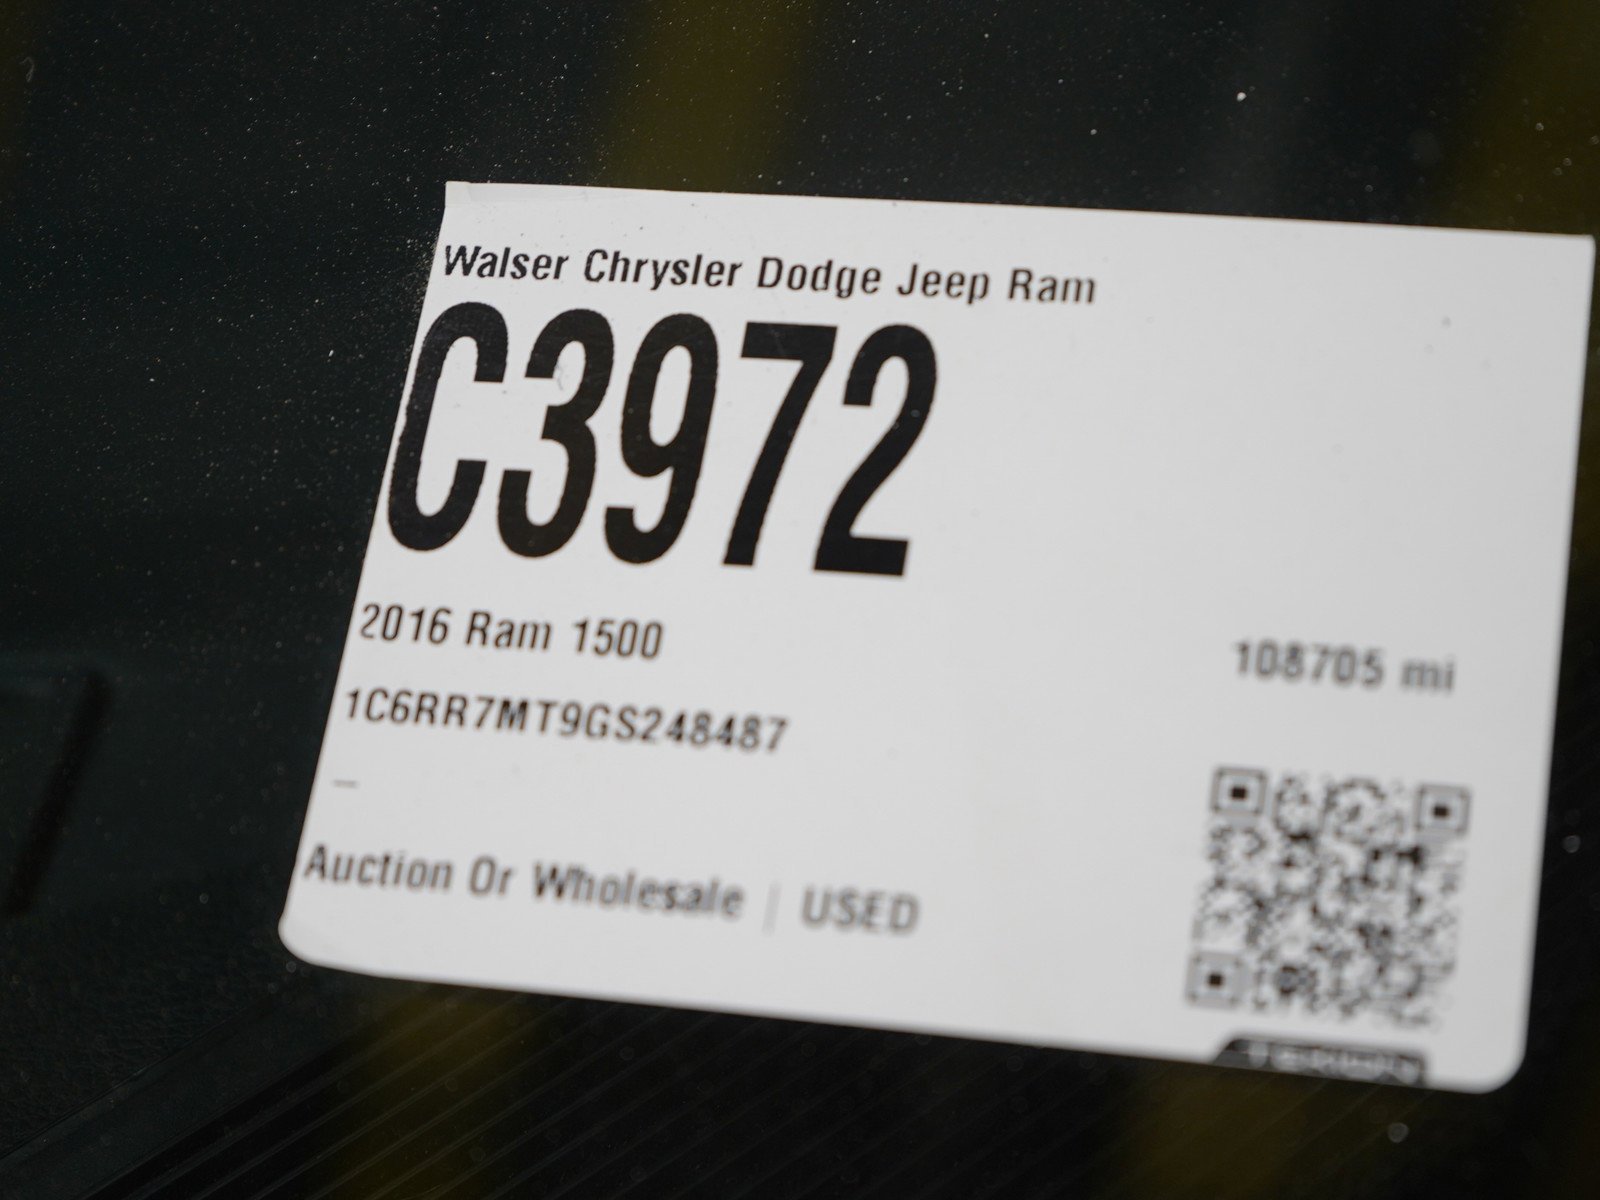 Walser Chrysler Dodge Jeep Ram
C3972
2016 Ram 1500
108705 mi
1C6RR7MT9GS248487
—
Auction Or Wholesale | USED